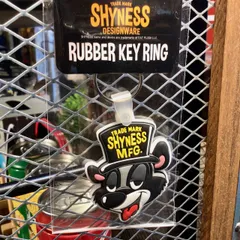 TRADE MARK
SHYNESS
DESIGNWARE
RUBBER KEY RING
TRADE MARK
SHYNESS
MFG.